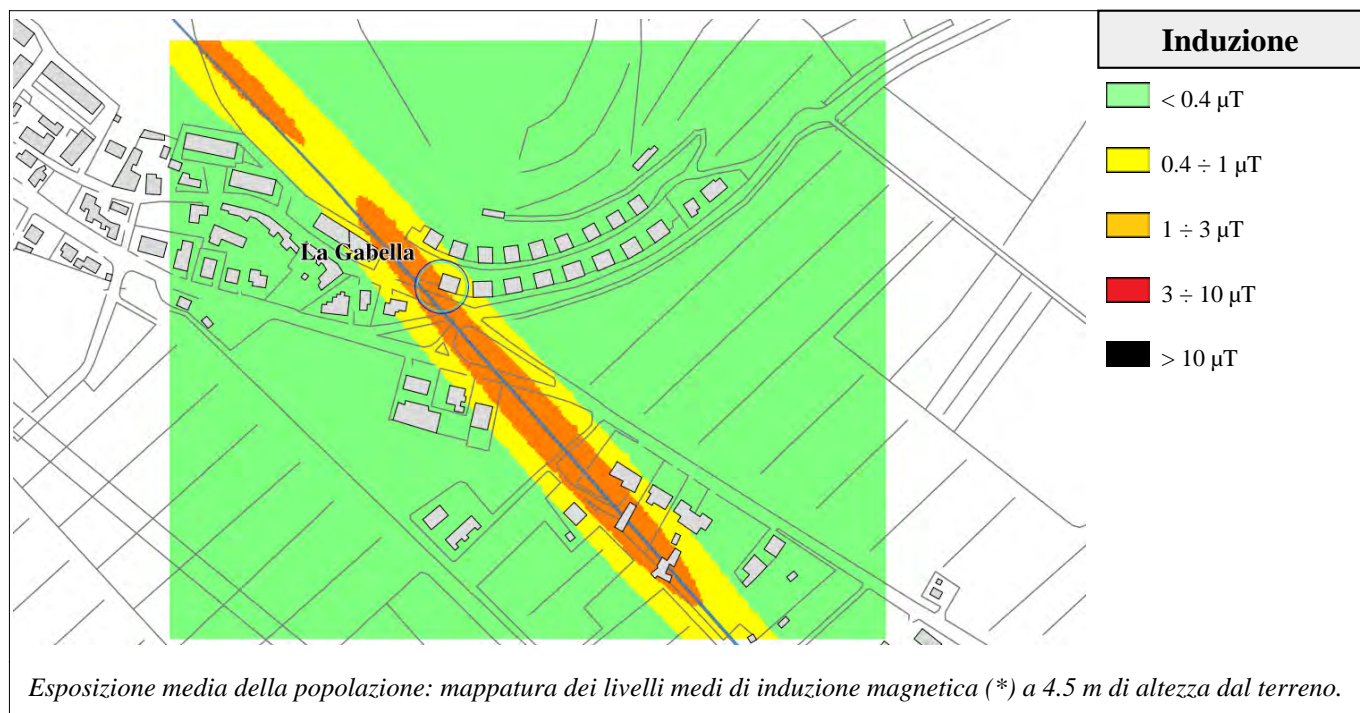 Induzione
< 0.4 µT
0.4 ÷ 1 µT
1 ÷ 3 µT
3 ÷ 10 µT
> 10 µT
La Gabella
Esposizione media della popolazione: mappatura dei livelli medi di induzione magnetica (*) a 4.5 m di altezza dal terreno.